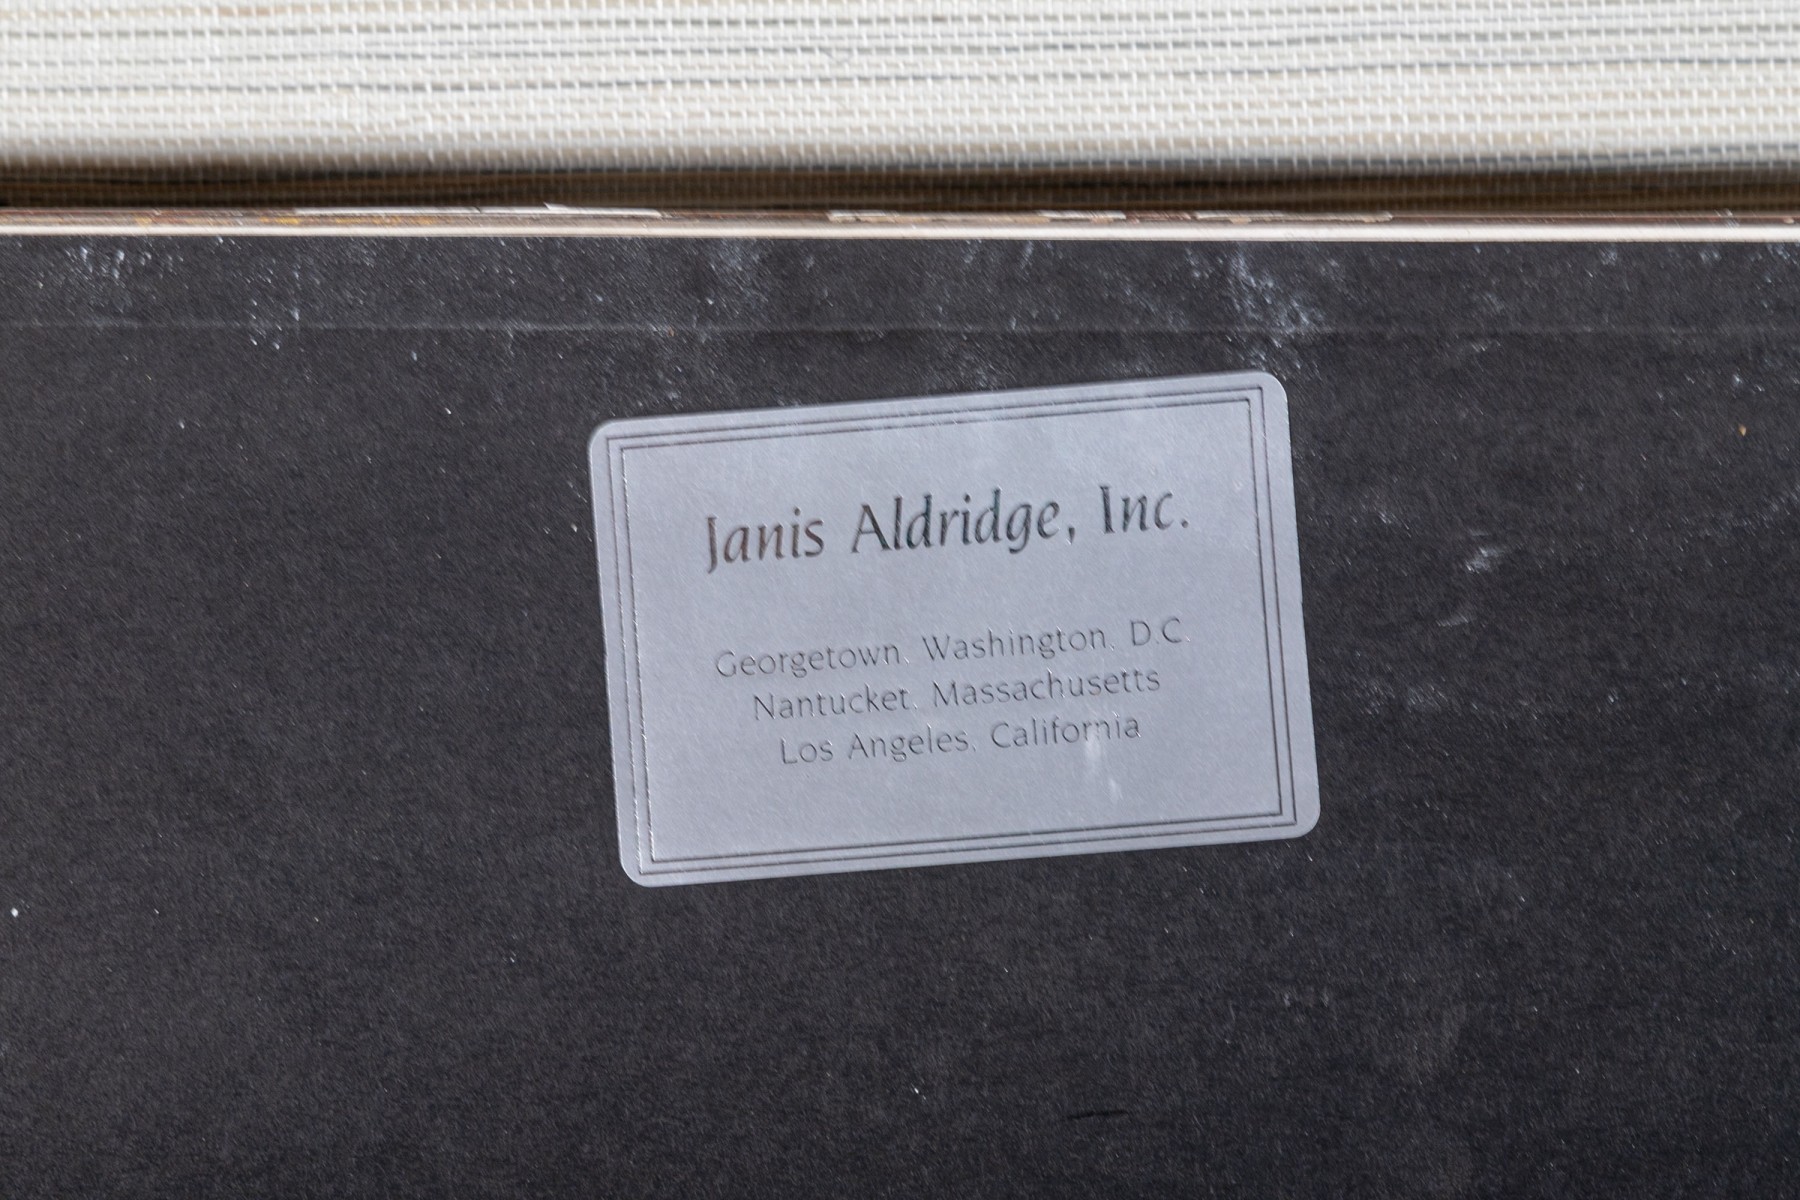 Janis Aldridge, Inc.
Georgetown, Washington, D.C.
Nantucket, Massachusetts
Los Angeles, California